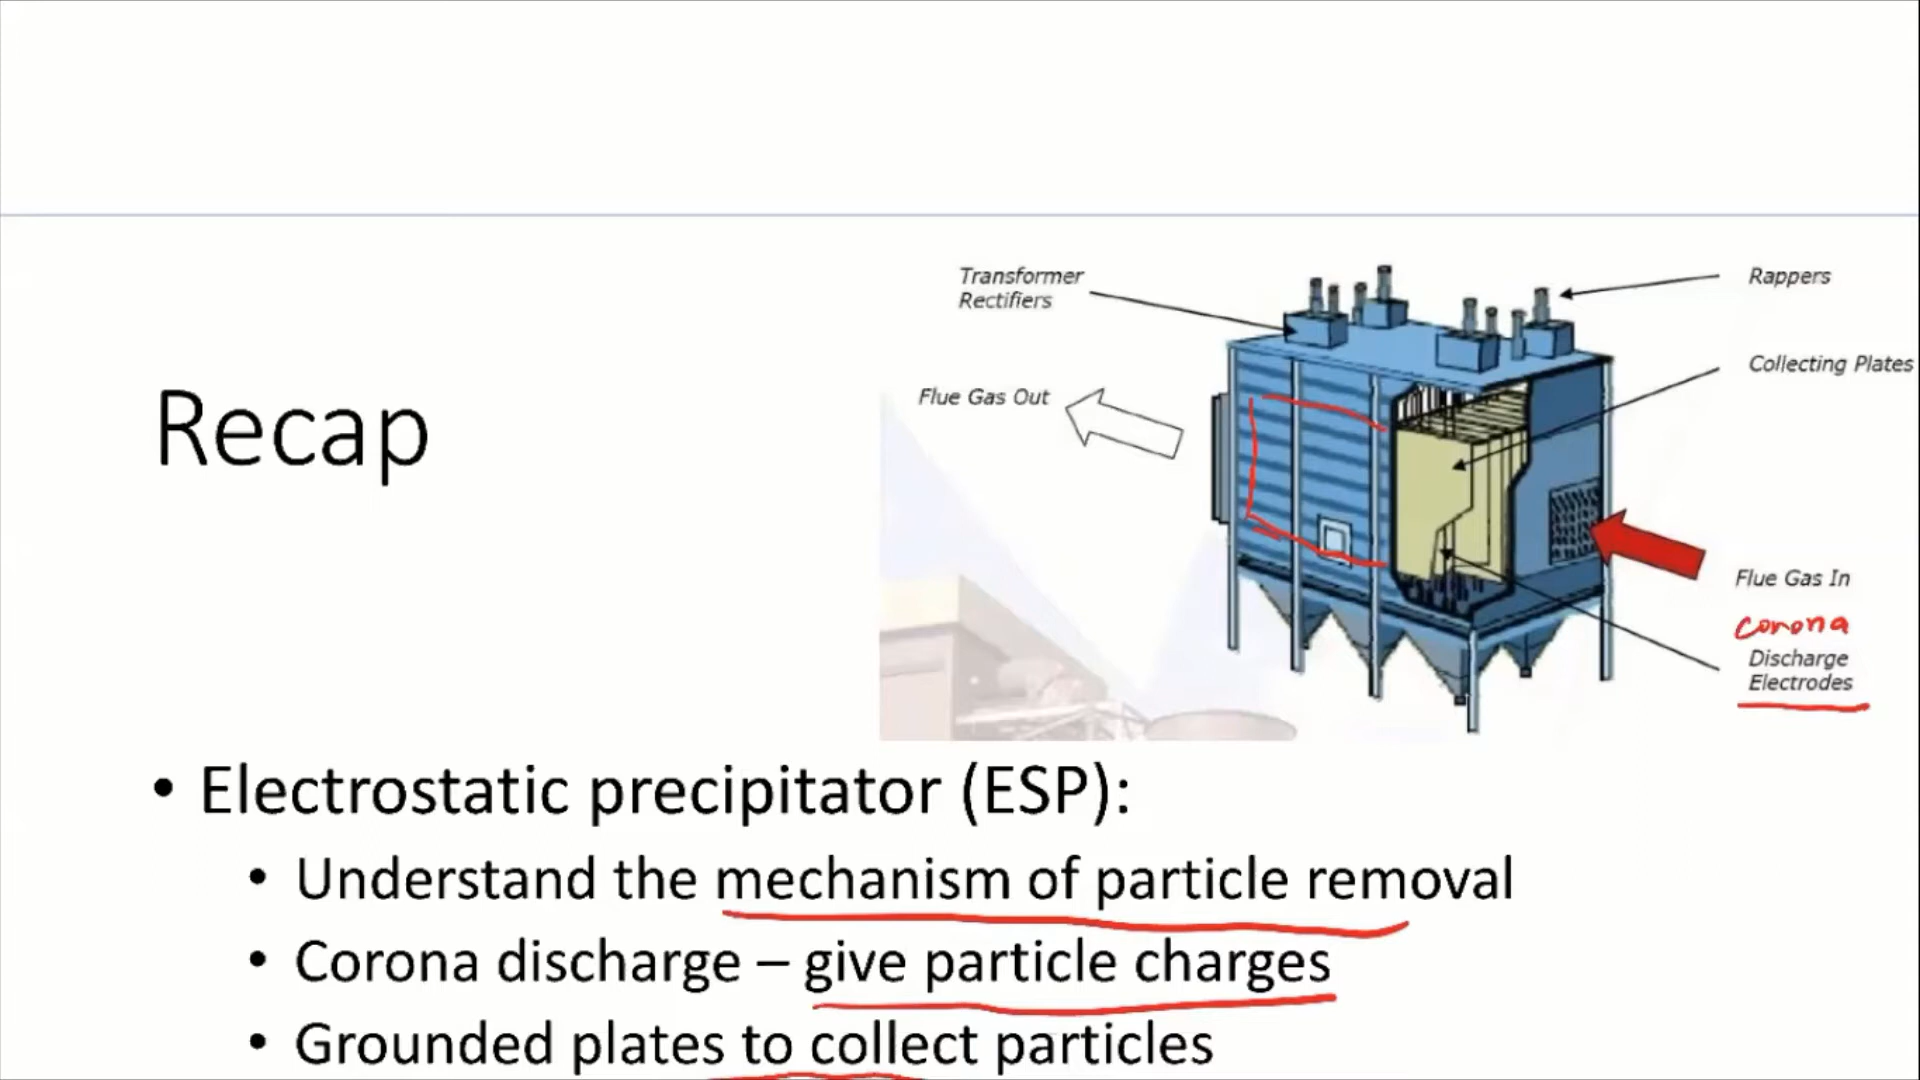 Recap
Transformer
Rectifiers
Rappers
Collecting Plates
Flue Gas Out
Flue Gas In
corona
Discharge
Electrodes
• Electrostatic precipitator (ESP):
• Understand the mechanism of particle removal
• Corona discharge – give particle charges
• Grounded plates to collect particles